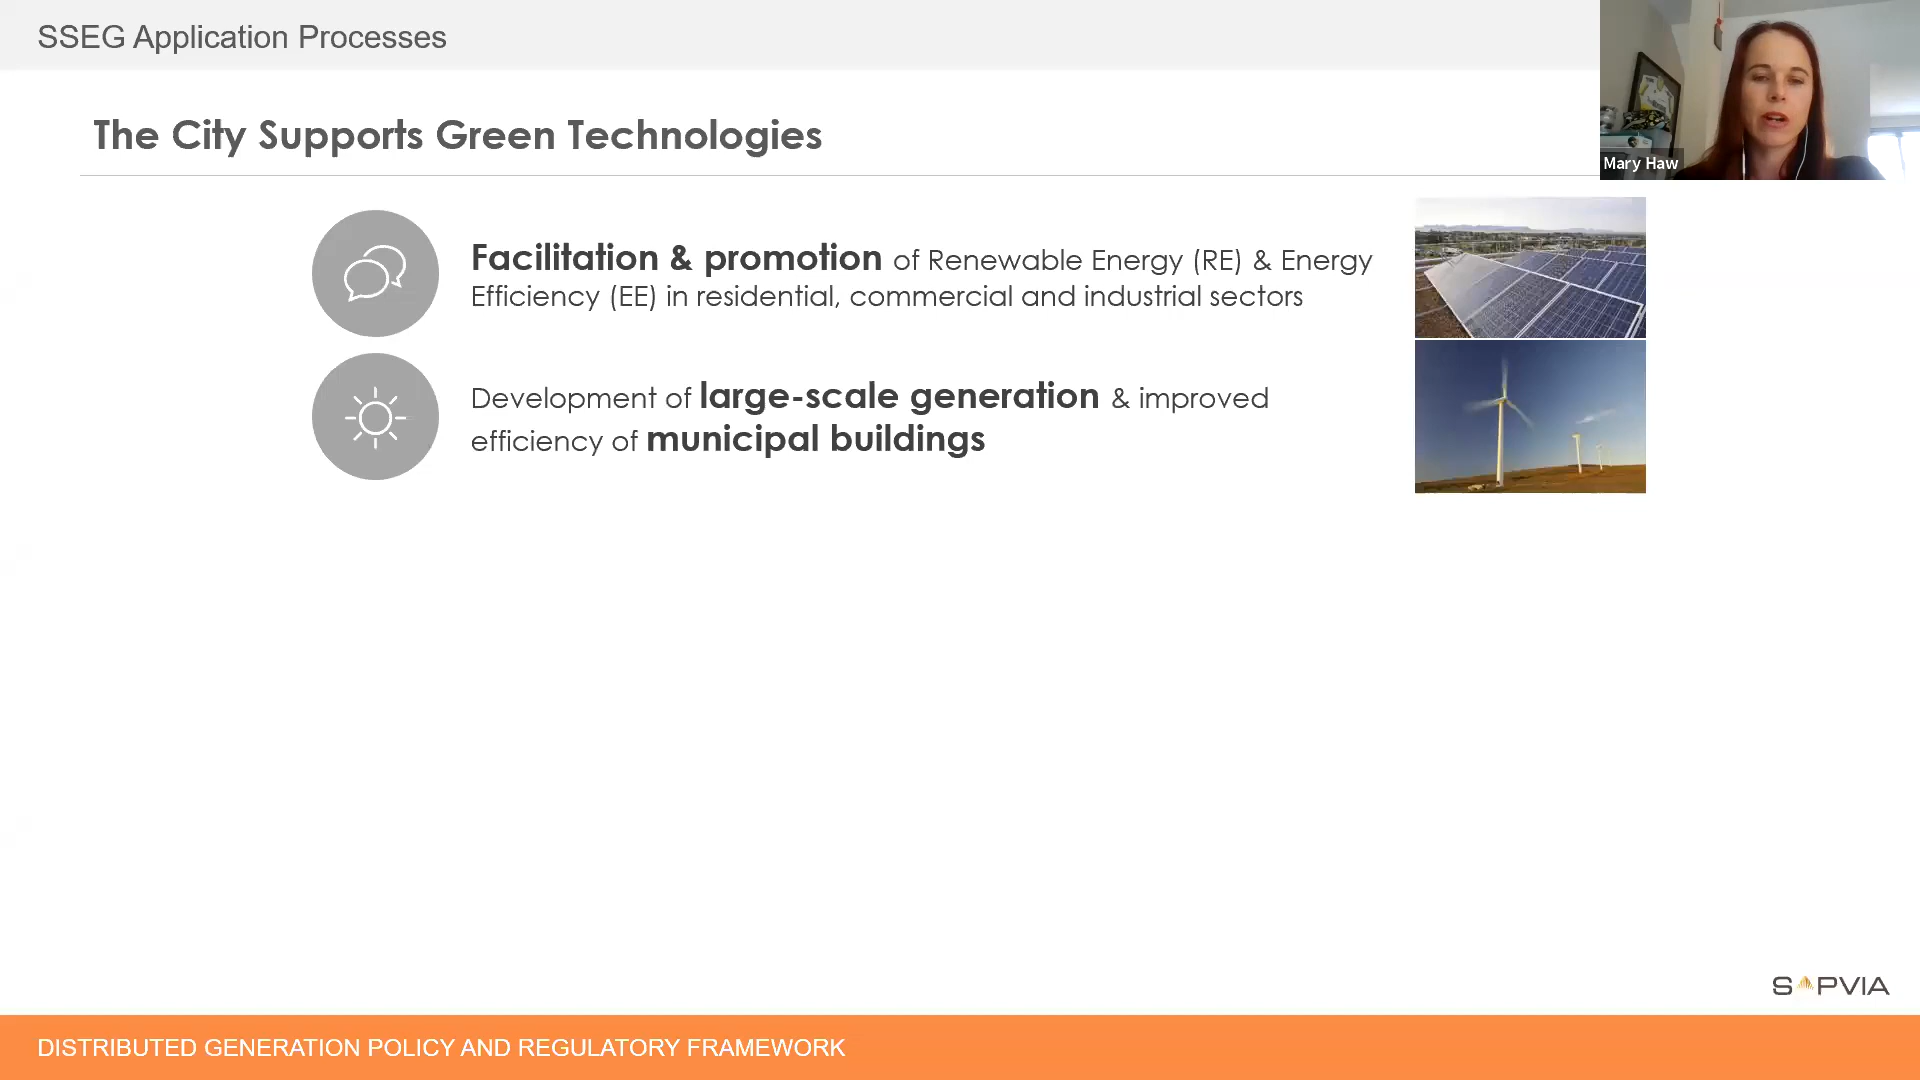 SSEG Application Processes
Mary Haw
The City Supports Green Technologies
Facilitation & promotion of Renewable Energy (RE) & Energy
Efficiency (EE) in residential, commercial and industrial sectors
Development of large-scale generation & improved
efficiency of municipal buildings
SAPVIA
DISTRIBUTED GENERATION POLICY AND REGULATORY FRAMEWORK